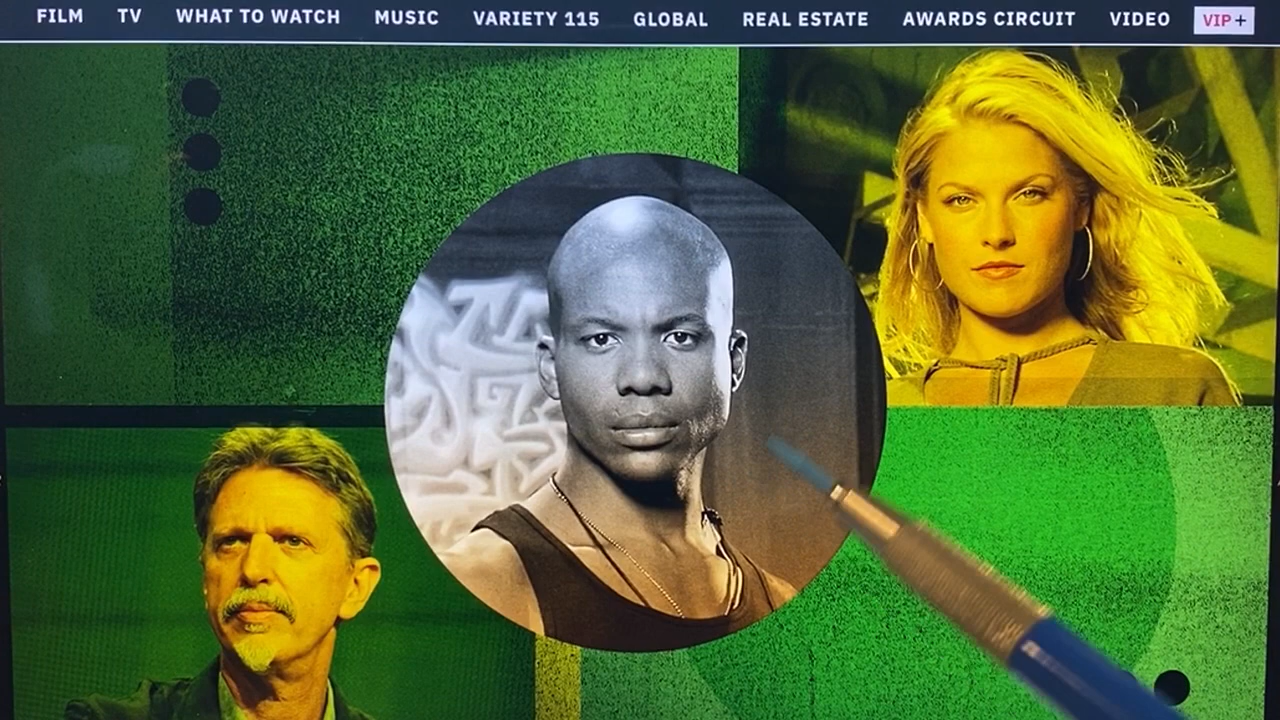 FILM TV WHAT TO WATCH MUSIC VARIETY 115 GLOBAL REAL ESTATE AWARDS CIRCUIT VIDEO VIP+